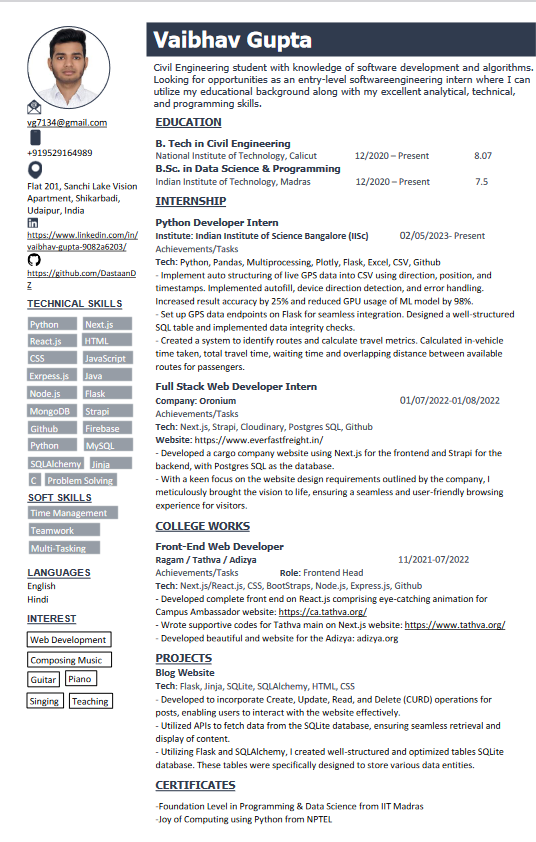 Vaibhav Gupta
Civil Engineering student with knowledge of software development and algorithms.
Looking for opportunities as an entry-level softwareengineering intern where I can
utilize my educational background along with my excellent analytical, technical,
and programming skills.
vg7134@gmail.com
+919529164989
Flat 201, Sanchi Lake Vision
Apartment, Shikarbadi,
Udaipur, India
https://www.linkedin.com/in/
vaibhav-gupta-9082a6203/
https://github.com/DastaanD
Z
TECHNICAL SKILLS
Python Next.js
React.js HTML
CSS JavaScript
Exrpess.js Java
Node.js Flask
MongoDB Strapi
Github Firebase
Python MySQL
SQLAlchemy Jinja
C Problem Solving
SOFT SKILLS
Time Management
Teamwork
Multi-Tasking
LANGUAGES
English
Hindi
INTEREST
Web Development
Composing Music
Guitar Piano
Singing Teaching
EDUCATION
B. Tech in Civil Engineering
National Institute of Technology, Calicut 12/2020 – Present 8.07
B.Sc. in Data Science & Programming
Indian Institute of Technology, Madras 12/2020 – Present 7.5
INTERNSHIP
Python Developer Intern
Institute: Indian Institute of Science Bangalore (IISc) 02/05/2023- Present
Achievements/Tasks
Tech: Python, Pandas, Multiprocessing, Plotly, Flask, Excel, CSV, Github
- Implement auto structuring of live GPS data into CSV using direction, position, and
timestamps. Implemented autofill, device direction detection, and error handling.
Increased result accuracy by 25% and reduced GPU usage of ML model by 98%.
- Set up GPS data endpoints on Flask for seamless integration. Designed a well-structured
SQL table and implemented data integrity checks.
- Created a system to identify routes and calculate travel metrics. Calculated in-vehicle
time taken, total travel time, waiting time and overlapping distance between available
routes for passengers.
Full Stack Web Developer Intern
Company: Oronium 01/07/2022-01/08/2022
Achievements/Tasks
Tech: Next.js, Strapi, Cloudinary, Postgres SQL, Github
Website: https://www.everfastfreight.in/
- Developed a cargo company website using Next.js for the frontend and Strapi for the
backend, with Postgres SQL as the database.
- With a keen focus on the website design requirements outlined by the company, I
meticulously brought the vision to life, ensuring a seamless and user-friendly browsing
experience for visitors.
COLLEGE WORKS
Front-End Web Developer
Ragam / Tathva / Adizya 11/2021-07/2022
Achievements/Tasks Role: Frontend Head
Tech: Next.js/React.js, CSS, BootStraps, Node.js, Express.js, Github
- Developed complete front end on React.js comprising eye-catching animation for
Campus Ambassador website: https://ca.tathva.org/
- Wrote supportive codes for Tathva main on Next.js website: https://www.tathva.org/
- Developed beautiful and website for the Adizya: adizya.org
PROJECTS
Blog Website
Tech: Flask, Jinja, SQLite, SQLAlchemy, HTML, CSS
- Developed to incorporate Create, Update, Read, and Delete (CURD) operations for
posts, enabling users to interact with the website effectively.
- Utilized APIs to fetch data from the SQLite database, ensuring seamless retrieval and
display of content.
- Utilizing Flask and SQLAlchemy, I created well-structured and optimized tables SQLite
database. These tables were specifically designed to store various data entities.
CERTIFICATES
-Foundation Level in Programming & Data Science from IIT Madras
-Joy of Computing using Python from NPTEL